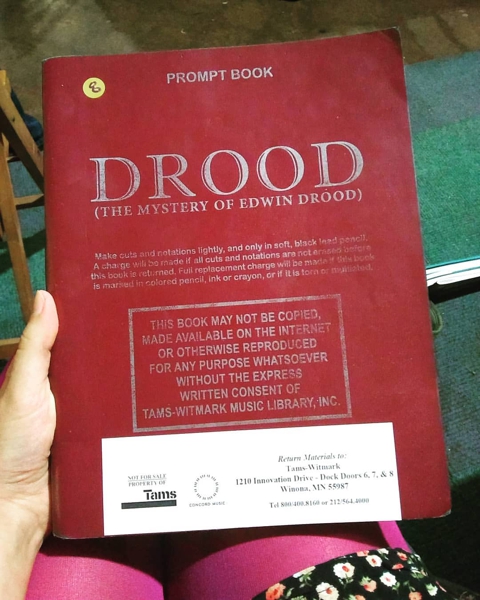 8
PROMPT BOOK
DROOD
(THE MYSTERY OF EDWIN DROOD)
Make cuts and notations lightly, and only in soft, black lead pencil.
A charge will be made if all cuts and notations are not erased before
this book is returned. Full replacement charge will be made if this book
is marked in colored pencil, ink or crayon, or if it is torn or mutilated.
THIS BOOK MAY NOT BE COPIED,
MADE AVAILABLE ON THE INTERNET
OR OTHERWISE REPRODUCED
FOR ANY PURPOSE WHATSOEVER
WITHOUT THE EXPRESS
WRITTEN CONSENT OF
TAMS-WITMARK MUSIC LIBRARY, INC.
NOT FOR SALE
PROPERTY OF
Tams
CONCORD MUSIC
Return Materials to:
Tams-Witmark
1210 Innovation Drive - Dock Doors 6, 7, & 8
Winona, MN 55987
Tel 800/400.8160 or 212/564.4000